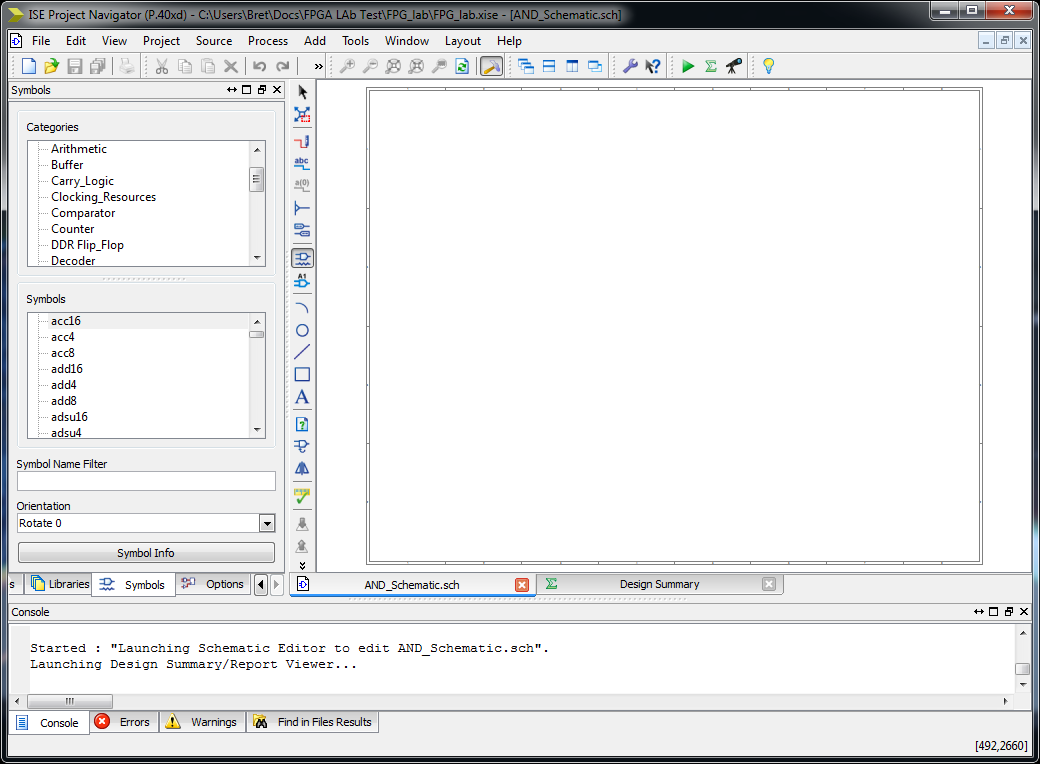 ISE Project Navigator (P.40xd) - C:\Users\Bret\Docs\FPGA LAb Test\FPG_lab\FPG_lab.xise - [AND_Schematic.sch]
File Edit View Project Source Process Add Tools Window Layout Help
Symbols
Categories
Arithmetic
Buffer
Carry_Logic
Clocking_Resources
Comparator
Counter
DDR Flip_Flop
Decoder
Symbols
acc16
acc4
acc8
add16
add4
add8
adsu16
adsu4
Symbol Name Filter
Orientation
Rotate 0
Symbol Info
s Libraries Symbols Options
abc
a(0)
A1
A
?
AND_Schematic.sch Design Summary
Console
Started : "Launching Schematic Editor to edit AND_Schematic.sch".
Launching Design Summary/Report Viewer...
Console Errors Warnings Find in Files Results
[492,2660]